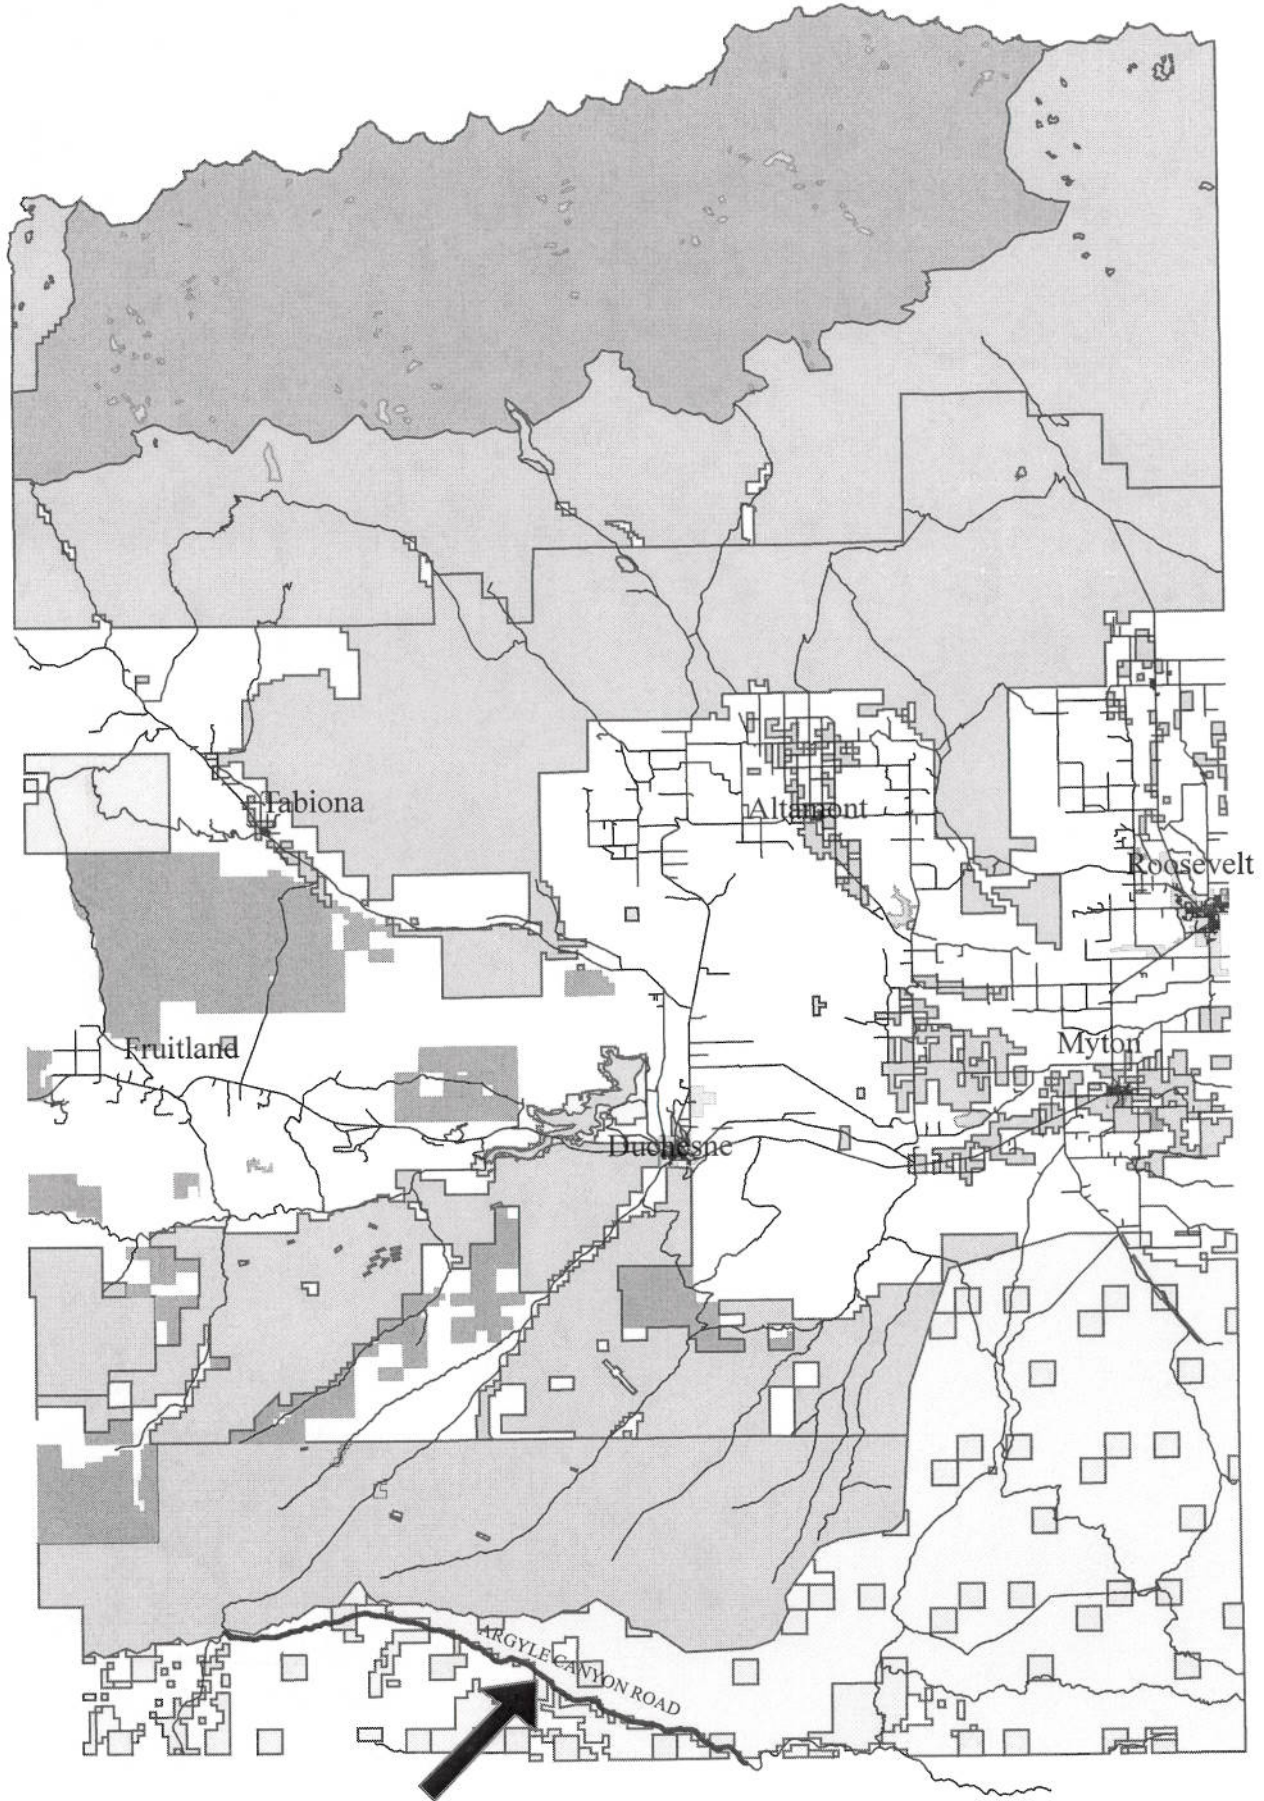 Tabiona
Altamont
Roosevelt
Fruitland
Myton
Duchesne
ARGYLE CANYON ROAD